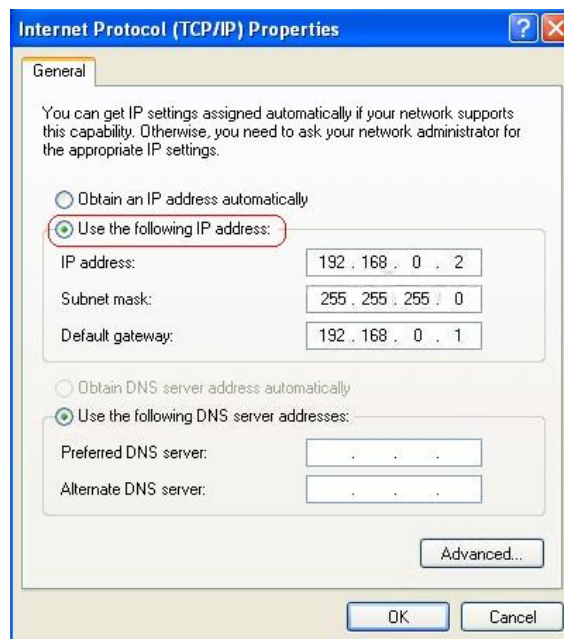 Internet Protocol (TCP/IP) Properties
General
You can get IP settings assigned automatically if your network supports
this capability. Otherwise, you need to ask your network administrator for
the appropriate IP settings.
Obtain an IP address automatically
Use the following IP address:
IP address: 192 . 168 . 0 . 2
Subnet mask: 255 . 255 . 255 . 0
Default gateway: 192 . 168 . 0 . 1
Obtain DNS server address automatically
Use the following DNS server addresses:
Preferred DNS server: . . .
Alternate DNS server: . . .
Advanced...
OK Cancel